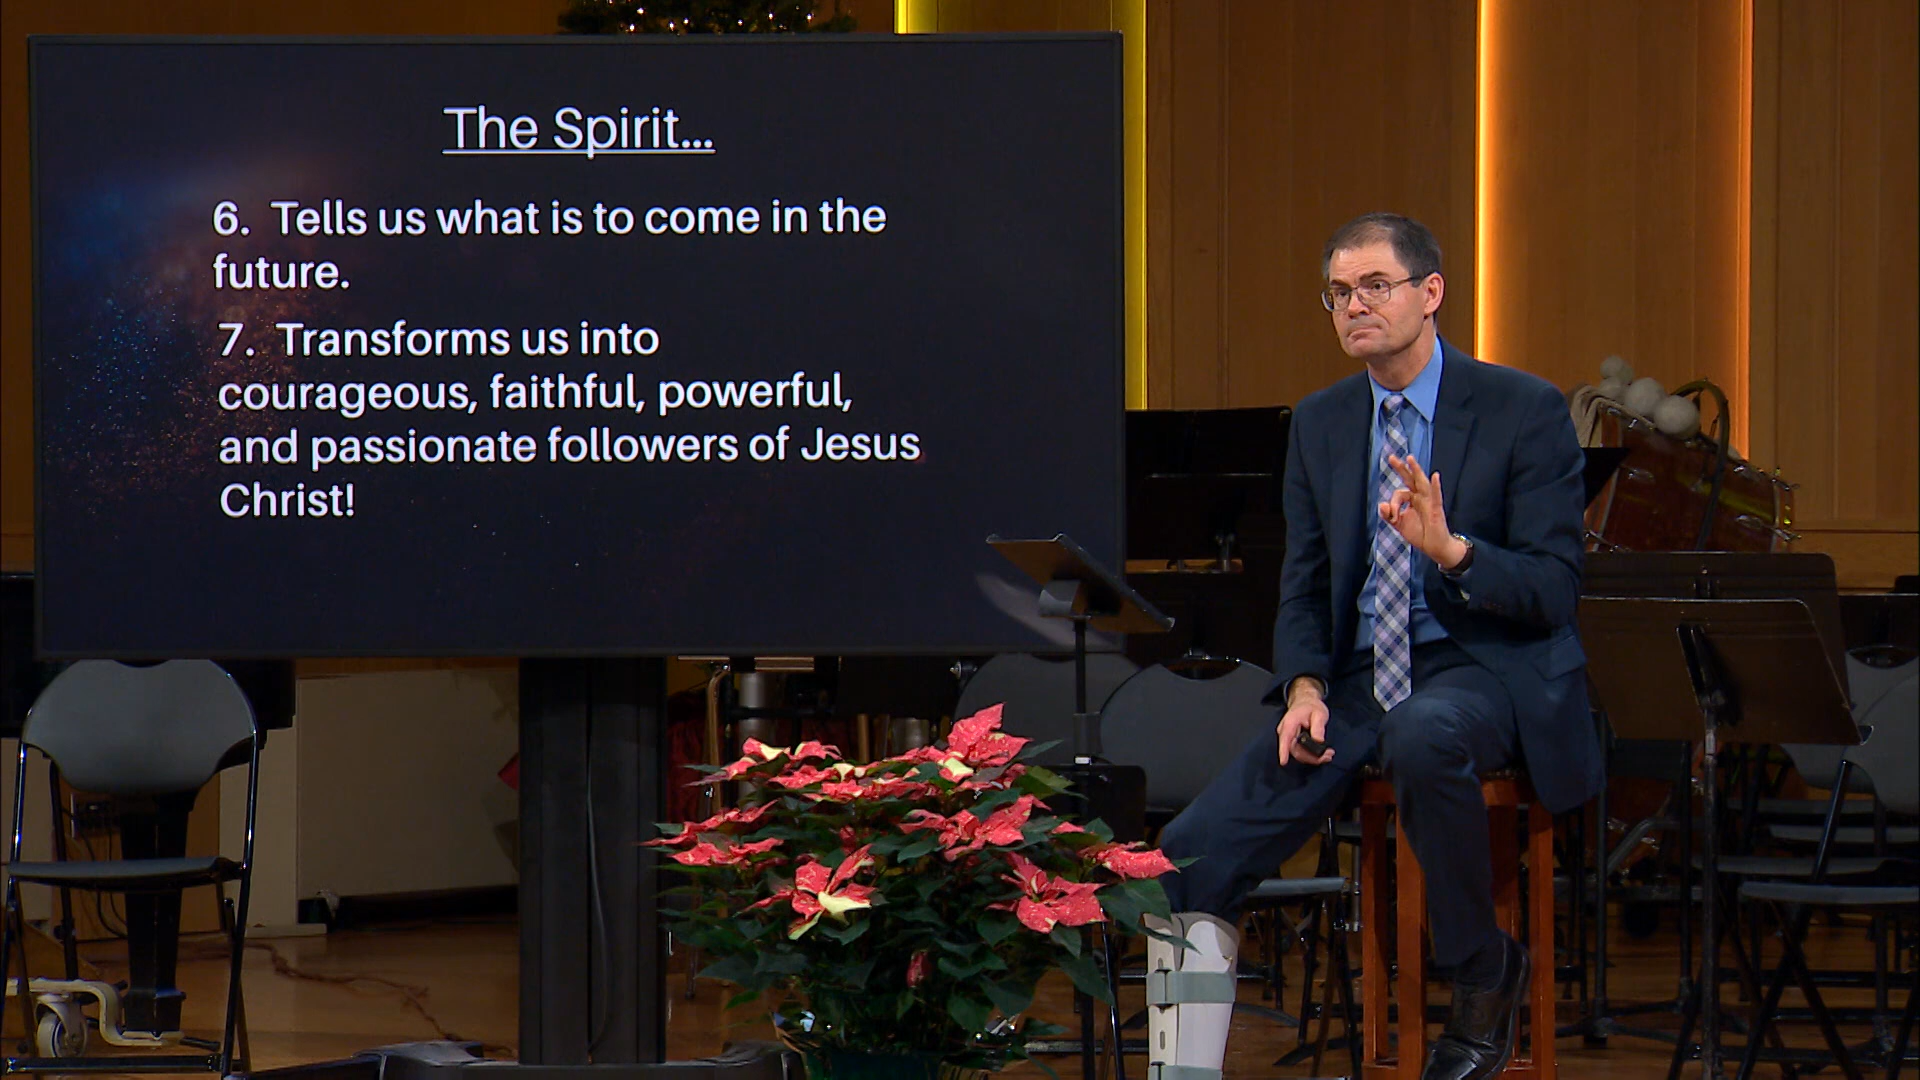 The Spirit...
6. Tells us what is to come in the
future.
7. Transforms us into
courageous, faithful, powerful,
and passionate followers of Jesus
Christ!